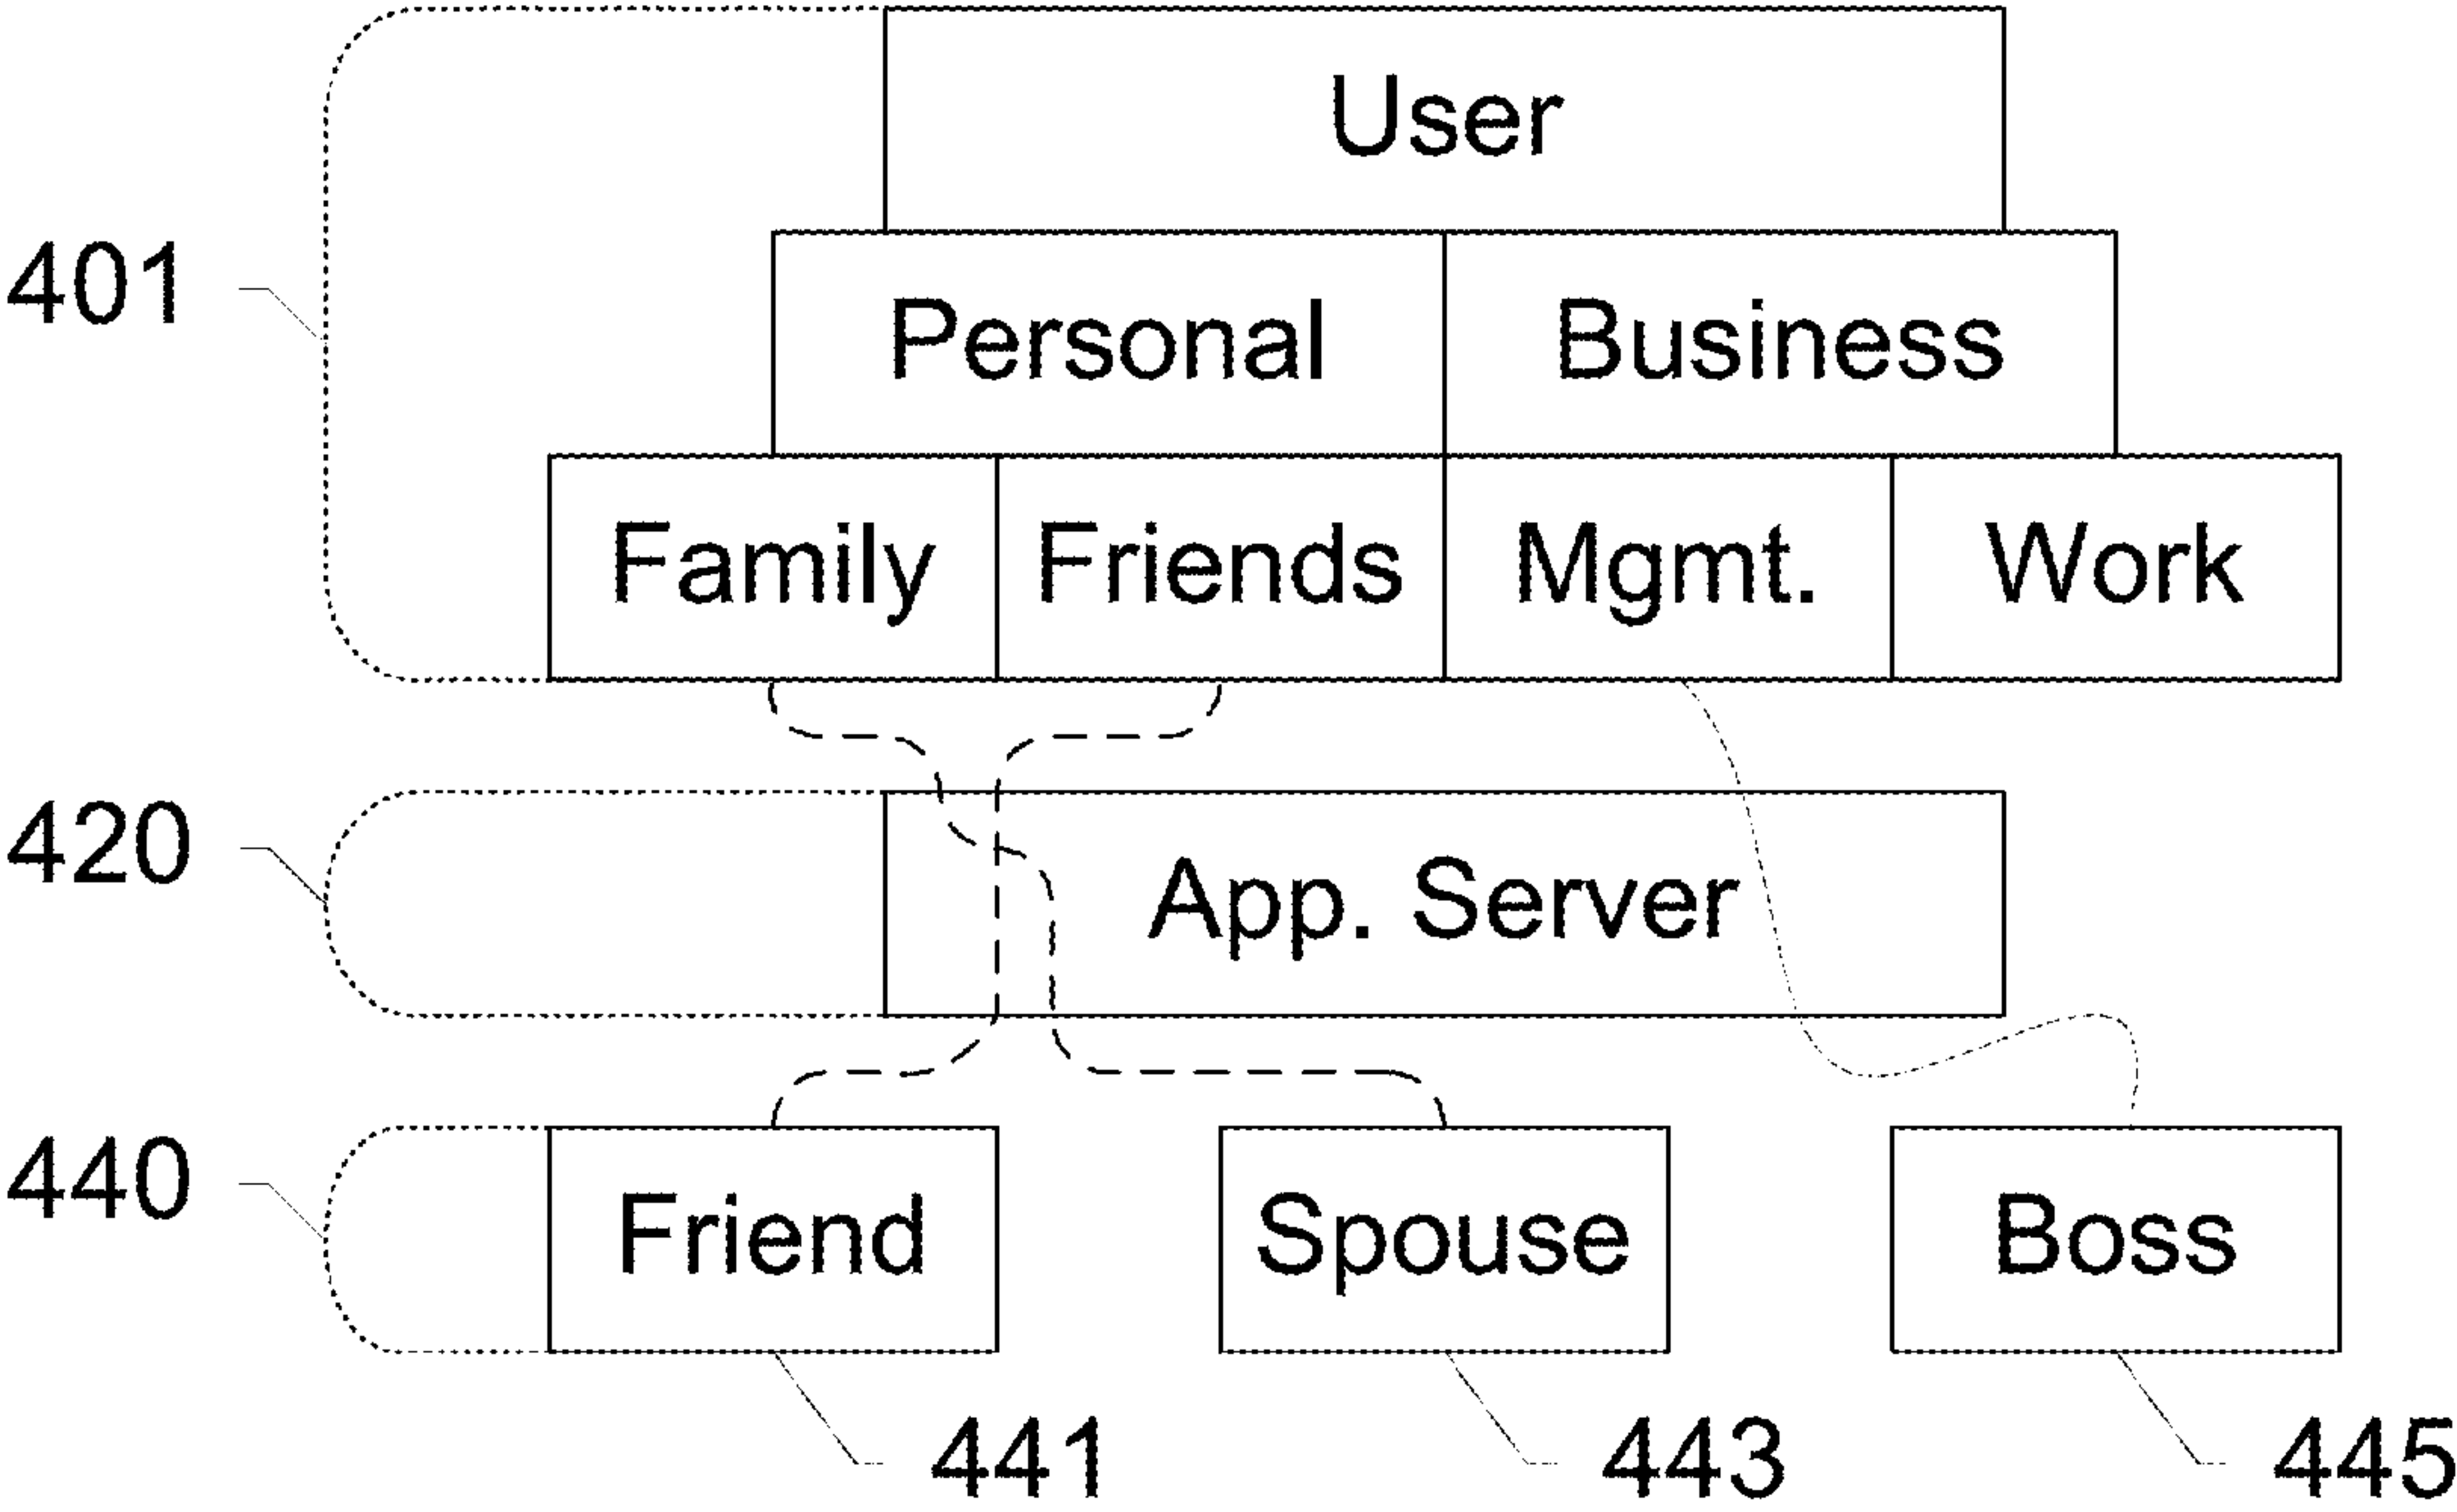 User
401
Personal Business
Family Friends Mgmt. Work
420
App. Server
440
Friend Spouse Boss
441 443 445